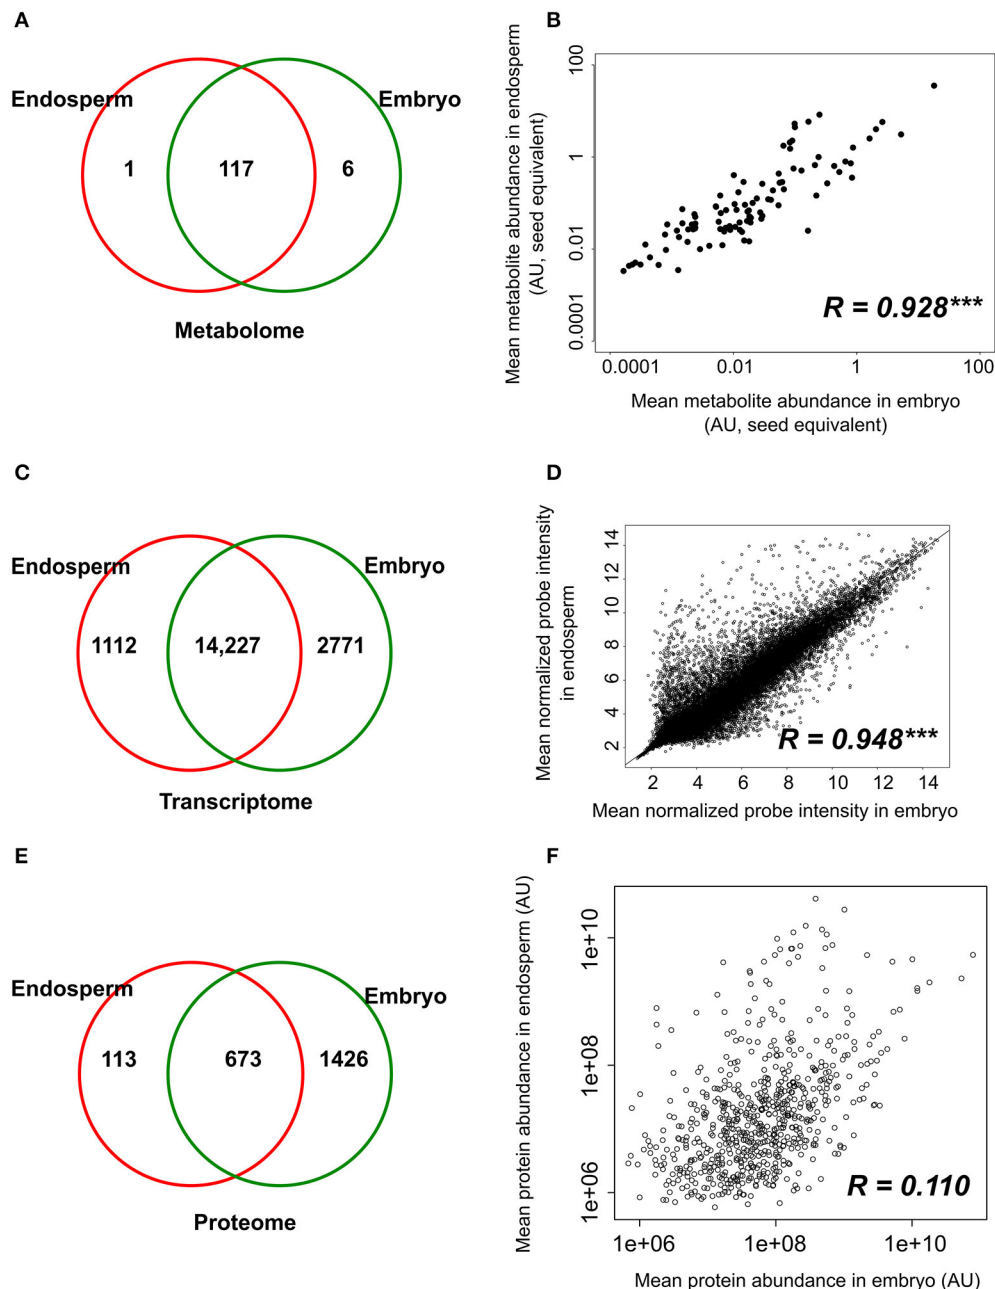 A
Endosperm
Embryo
1
117
6
Metabolome
B
Mean metabolite abundance in endosperm
(AU, seed equivalent)
100
1
0.01
0.0001
R = 0.928***
0.0001
0.01
1
100
Mean metabolite abundance in embryo
(AU, seed equivalent)
C
Endosperm
Embryo
1112
14,227
2771
Transcriptome
D
Mean normalized probe intensity
in endosperm
14
12
10
8
6
4
2
R = 0.948***
2
4
6
8
10
12
14
Mean normalized probe intensity in embryo
E
Endosperm
Embryo
113
673
1426
Proteome
F
Mean protein abundance in endosperm (AU)
1e+10
1e+08
1e+06
R = 0.110
1e+06
1e+08
1e+10
Mean protein abundance in embryo (AU)